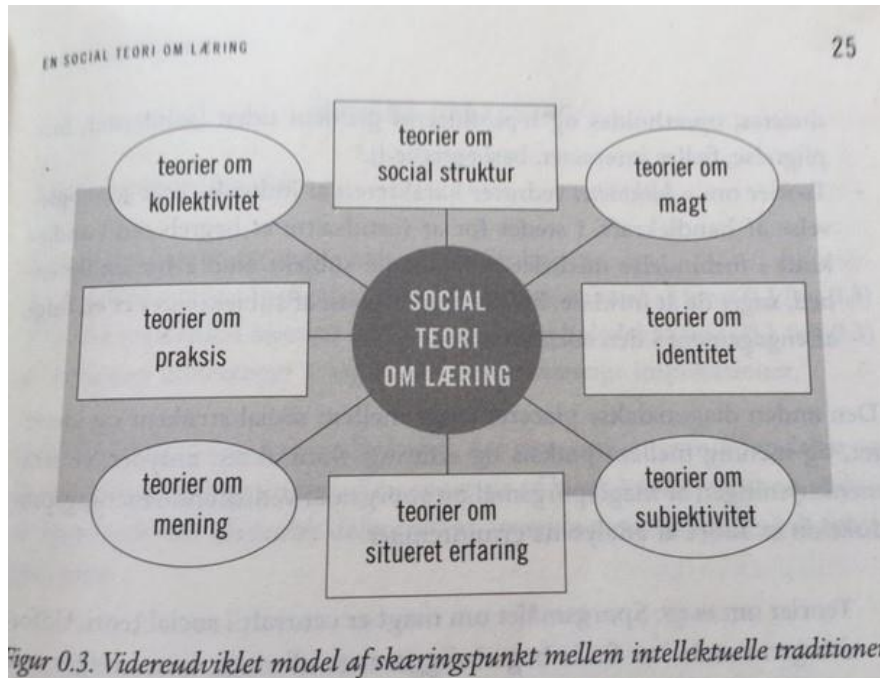 EN SOCIAL TEORI OM LÆRING
25
teorier om
kollektivitet
teorier om
social struktur
teorier om
magt
teorier om
praksis
SOCIAL
TEORI
OM LÆRING
teorier om
identitet
teorier om
mening
teorier om
situeret erfaring
teorier om
subjektivitet
Figur 0.3. Videreudviklet model af skæringspunkt mellem intellektuelle traditioner